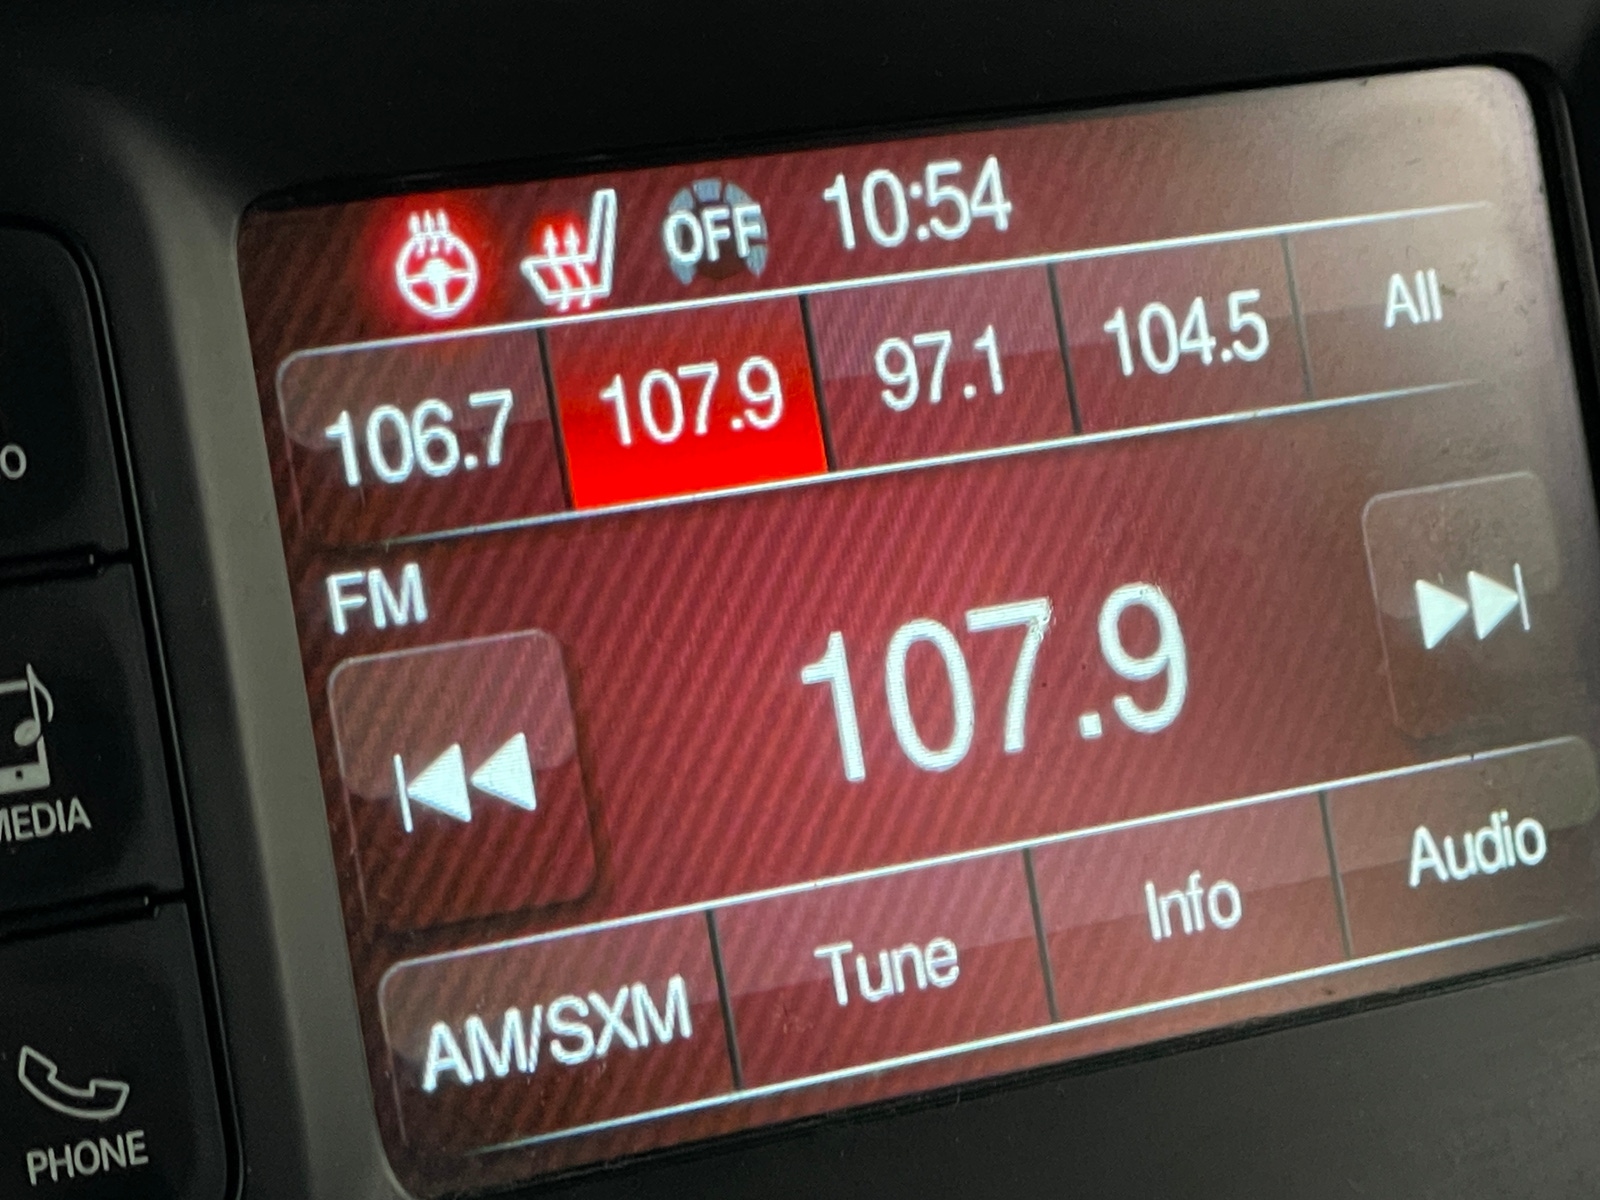 OFF 10:54
106.7 107.9 97.1 104.5 All
FM
107.9
AM/SXM Tune Info Audio
MEDIA
PHONE